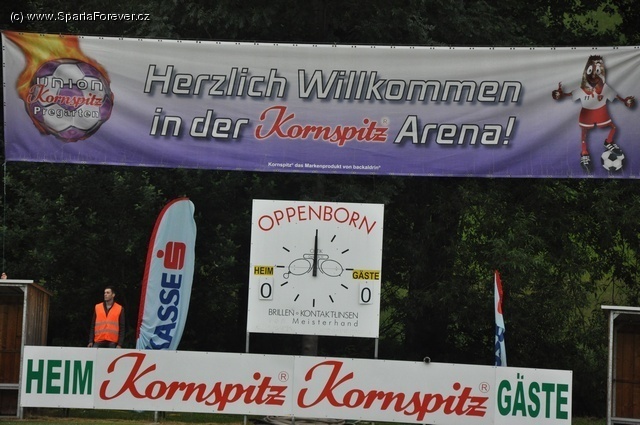 (c) www.SpartaForever.cz
UNION
Kornspitz
Pregarten
Herzlich Willkommen
in der Kornspitz® Arena!
Kornspitz® das Markenprodukt von backaldrin®
OPPENBORN
HEIM GÄSTE
0 0
BRILLEN + KONTAKTLINSEN
Meisterhand
KASSE S
HEIM Kornspitz® Kornspitz® GÄSTE